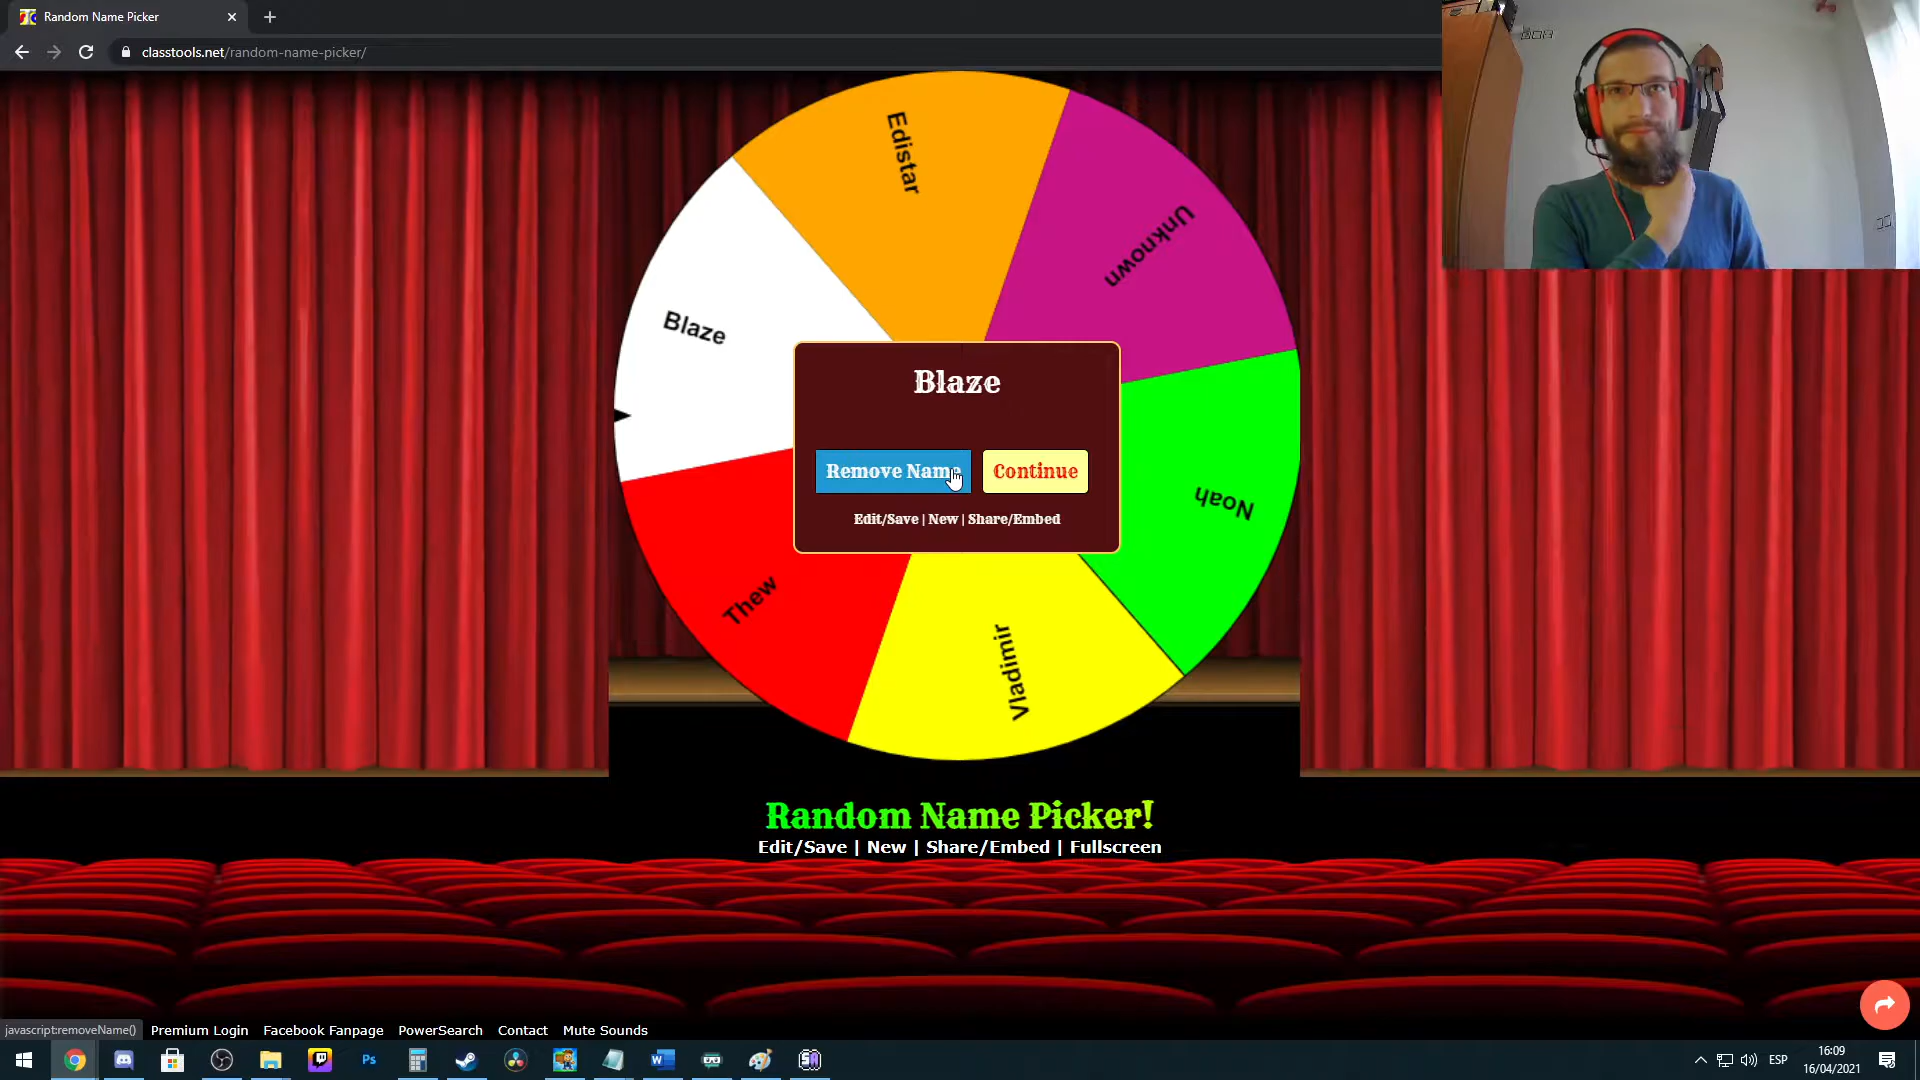 Random Name Picker
classtools.net/random-name-picker/
Edistar
Unknown
Blaze
Blaze
Remove Name
Continue
Edit/Save | New | Share/Embed
Noah
Thew
Vladimir
Random Name Picker!
Edit/Save | New | Share/Embed | Fullscreen
javascript:removeName()
Premium Login
Facebook Fanpage
PowerSearch
Contact
Mute Sounds
Ps
ESP
16:09
16/04/2021